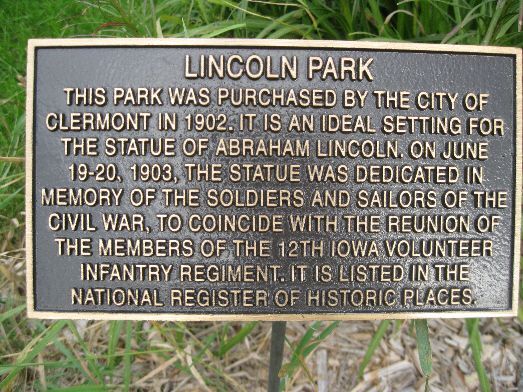 LINCOLN PARK
THIS PARK WAS PURCHASED BY THE CITY OF
CLERMONT IN 1902. IT IS AN IDEAL SETTING FOR
THE STATUE OF ABRAHAM LINCOLN. ON JUNE
19-20, 1903, THE STATUE WAS DEDICATED IN
MEMORY OF THE SOLDIERS AND SAILORS OF THE
CIVIL WAR, TO COINCIDE WITH THE REUNION OF
THE MEMBERS OF THE 12TH IOWA VOLUNTEER
INFANTRY REGIMENT. IT IS LISTED IN THE
NATIONAL REGISTER OF HISTORIC PLACES.